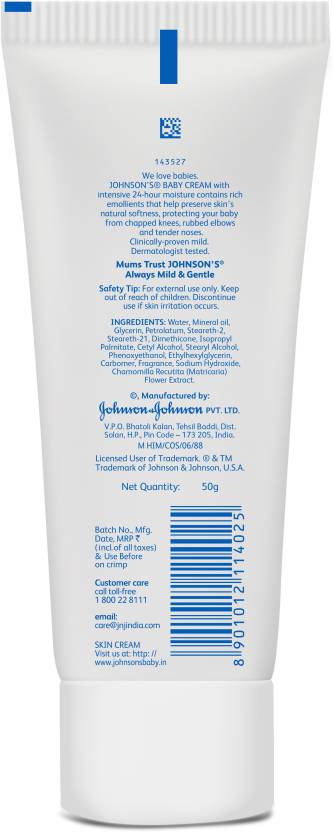 143527
We love babies.
JOHNSON'S® BABY CREAM with
intensive 24-hour moisture contains rich
emollients that help preserve skin's
natural softness, protecting your baby
from chapped knees, rubbed elbows
and tender noses.
Clinically-proven mild.
Dermatologist tested.
Mums Trust JOHNSON'S®
Always Mild & Gentle
Safety Tip: For external use only. Keep
out of reach of children. Discontinue
use if skin irritation occurs.
INGREDIENTS: Water, Mineral oil,
Glycerin, Petrolatum, Steareth-2,
Steareth-21, Dimethicone, Isopropyl
Palmitate, Cetyl Alcohol, Stearyl Alcohol,
Phenoxyethanol, Ethylhexylglycerin,
Carbomer, Fragrance, Sodium Hydroxide,
Chamomilla Recutita (Matricaria)
Flower Extract.
©, Manufactured by:
Johnson & Johnson PVT. LTD.
V.P.O. Bhatoli Kalan, Tehsil Baddi, Dist.
Solan, H.P., Pin Code – 173 205, India.
M HIM/COS/06/88
Licensed User of Trademark. ® & TM
Trademark of Johnson & Johnson, U.S.A.
Net Quantity: 50g
Batch No., Mfg.
Date, MRP ₹
(incl.of all taxes)
& Use Before
on crimp
Customer care
call toll-free
1 800 22 8111
email:
care@jnjindia.com
SKIN CREAM
Visit us at: http: //
www.johnsonsbaby.in
8 901012 114025